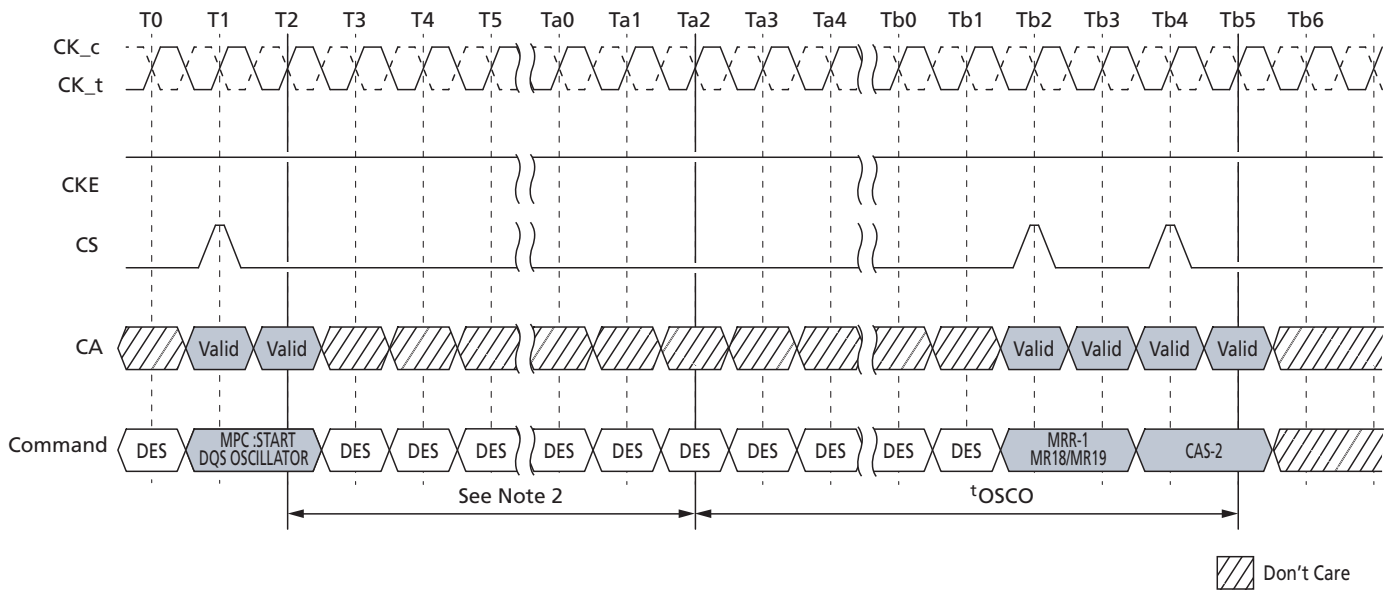 T0 T1 T2 T3 T4 T5 Ta0 Ta1 Ta2 Ta3 Ta4 Tb0 Tb1 Tb2 Tb3 Tb4 Tb5 Tb6
CK_c
CK_t
CKE
CS
CA Valid Valid Valid Valid Valid Valid
Command DES MPC :START DES DES DES DES DES DES DES DES DES DES MRR-1 CAS-2
DQS OSCILLATOR MR18/MR19
See Note 2 tOSCO
Don't Care